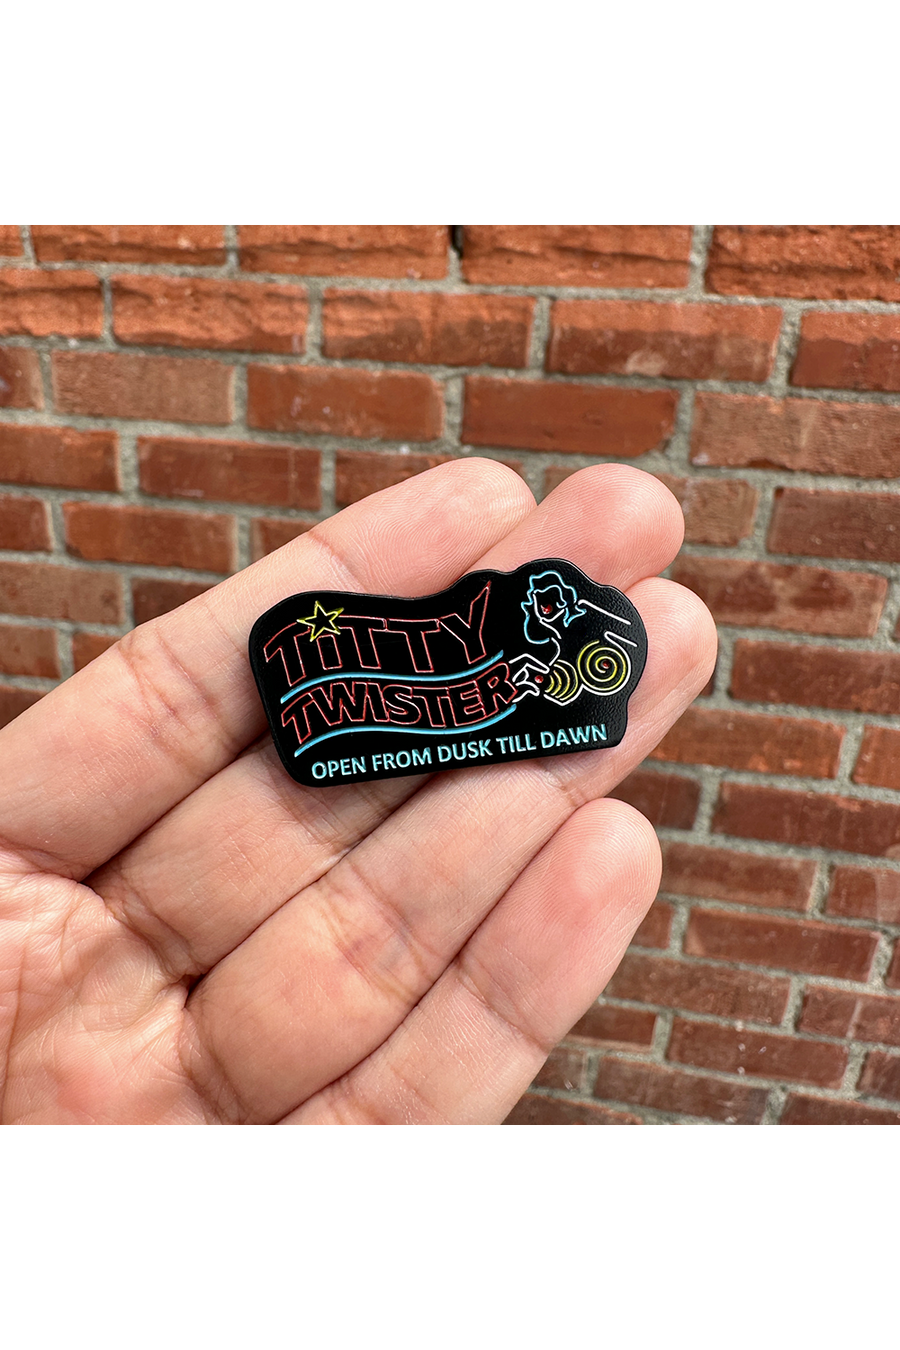 TiTTY
TWISTER
OPEN FROM DUSK TILL DAWN